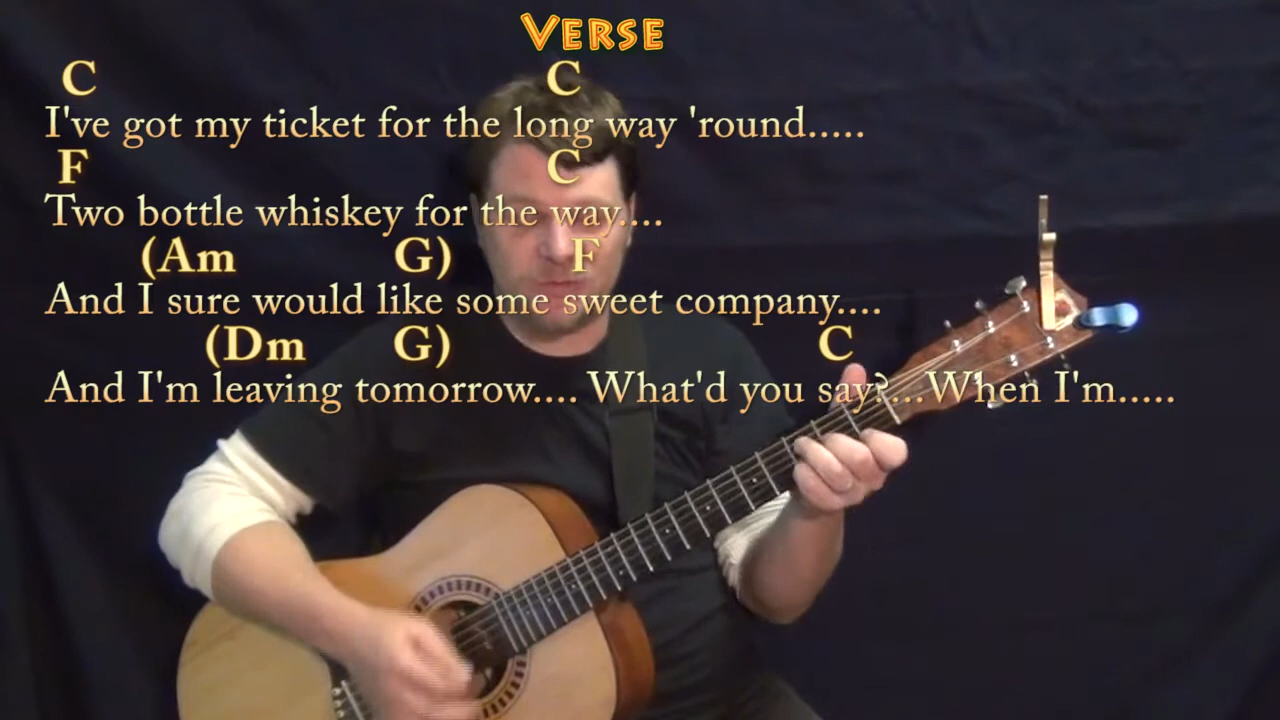 VERSE
C C
I've got my ticket for the long way 'round.....
F C
Two bottle whiskey for the way....
(Am G) F
And I sure would like some sweet company....
(Dm G) C
And I'm leaving tomorrow.... What'd you say?...When I'm.....